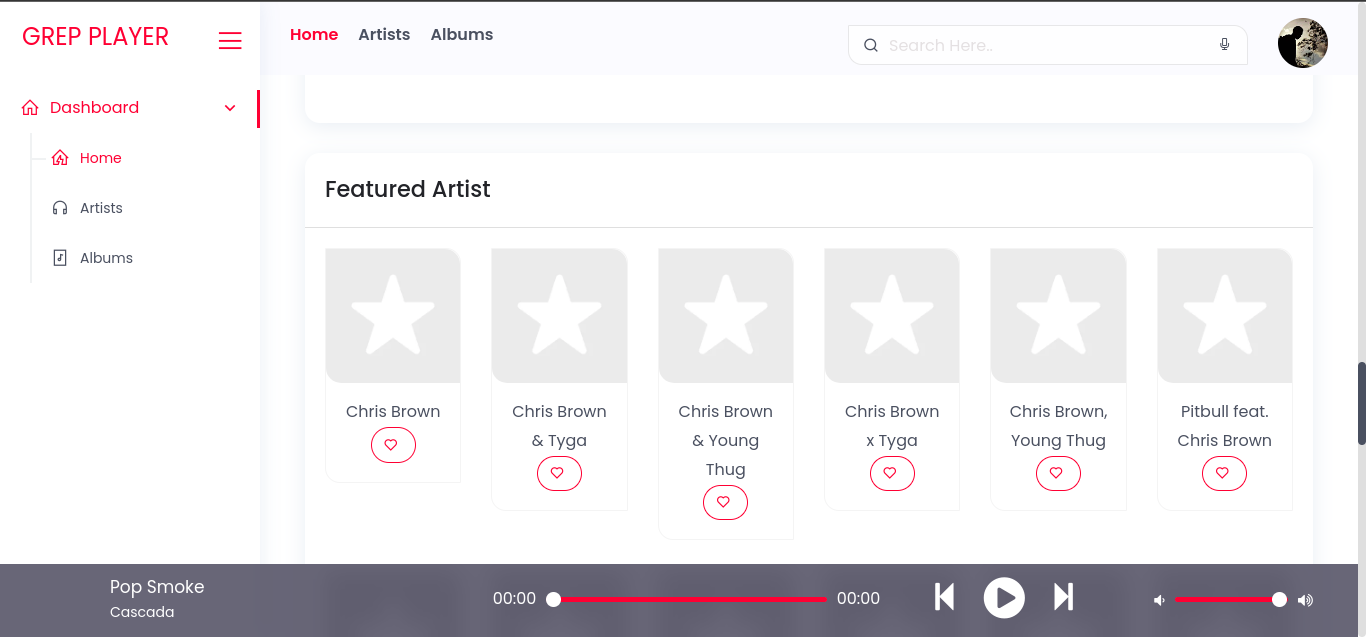 GREP PLAYER
Home Artists Albums
Search Here..
Dashboard
Home
Artists
Albums
Featured Artist
Chris Brown
Chris Brown
& Tyga
Chris Brown
& Young
Thug
Chris Brown
x Tyga
Chris Brown,
Young Thug
Pitbull feat.
Chris Brown
Pop Smoke
Cascada
00:00
00:00